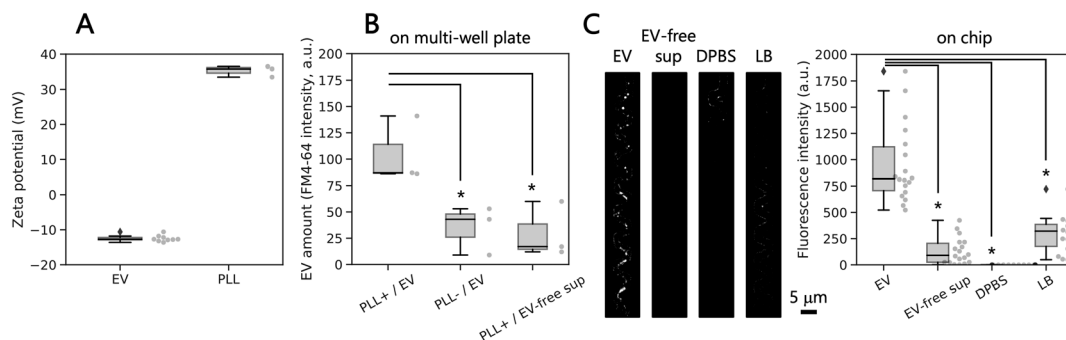 A
Zeta potential (mV)
40
30
20
10
0
−10
−20
EV
PLL
B
on multi-well plate
EV amount (FM4-64 intensity, a.u.)
200
175
150
125
100
75
50
25
0
*
*
PLL+ / EV
PLL- / EV
PLL+ / EV-free sup
C
EV-free
EV sup DPBS LB
5 μm
on chip
Fluorescence intensity (a.u.)
2000
1750
1500
1250
1000
750
500
250
0
*
*
*
EV
EV-free sup
DPBS
LB